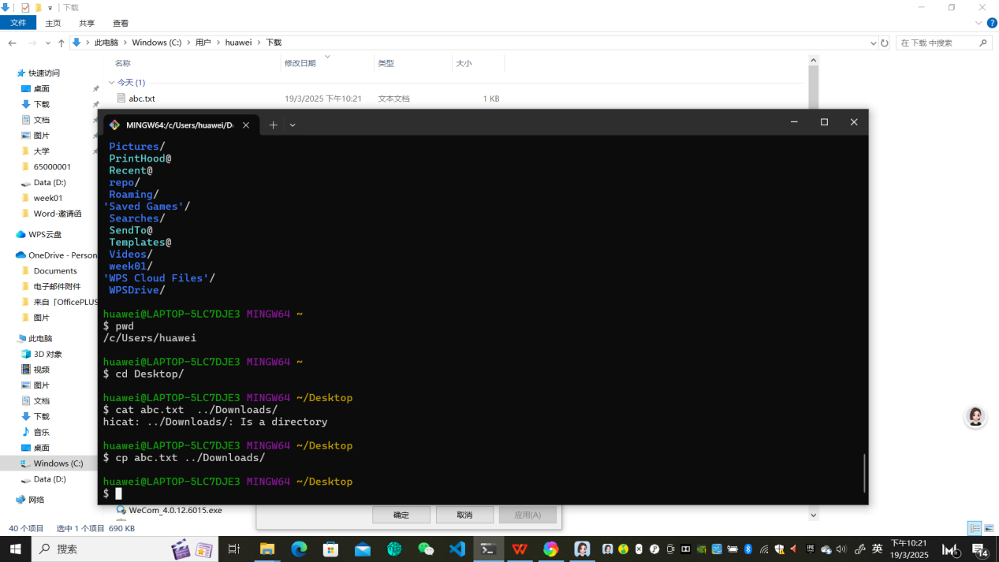 下载
文件 主页 共享 查看
此电脑 > Windows (C:) > 用户 > huawei > 下载
在 下载 中搜索
名称 修改日期 类型 大小
快速访问
今天 (1)
桌面
abc.txt 19/3/2025 下午10:21 文本文档 1 KB
下载
文档
图片
大学
65000001
Data (D:)
week01
Word-邀请函
WPS云盘
OneDrive - Person
Documents
电子邮件附件
来自「OfficePLUS
图片
此电脑
3D 对象
视频
图片
文档
下载
音乐
桌面
Windows (C:)
Data (D:)
网络
MINGW64:/c/Users/huawei/D
Pictures/
PrintHood@
Recent@
repo/
Roaming/
'Saved Games'/
Searches/
SendTo@
Templates@
Videos/
week01/
'WPS Cloud Files'/
WPSDrive/
huawei@LAPTOP-5LC7DJE3 MINGW64 ~
$ pwd
/c/Users/huawei
huawei@LAPTOP-5LC7DJE3 MINGW64 ~
$ cd Desktop/
huawei@LAPTOP-5LC7DJE3 MINGW64 ~/Desktop
$ cat abc.txt  ../Downloads/
hicat: ../Downloads/: Is a directory
huawei@LAPTOP-5LC7DJE3 MINGW64 ~/Desktop
$ cp abc.txt ../Downloads/
huawei@LAPTOP-5LC7DJE3 MINGW64 ~/Desktop
$
WeCom_4.0.12.6015.exe
确定 取消 应用(A)
40 个项目 选中 1 个项目 690 KB
搜索
英
下午10:21
19/3/2025
14